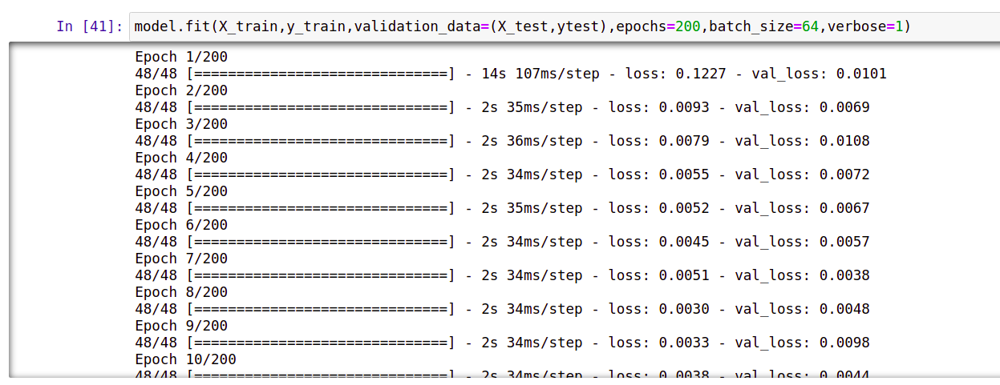 In [41]: model.fit(X_train,y_train,validation_data=(X_test,ytest),epochs=200,batch_size=64,verbose=1)
Epoch 1/200
48/48 [==============================] - 14s 107ms/step - loss: 0.1227 - val_loss: 0.0101
Epoch 2/200
48/48 [==============================] - 2s 35ms/step - loss: 0.0093 - val_loss: 0.0069
Epoch 3/200
48/48 [==============================] - 2s 36ms/step - loss: 0.0079 - val_loss: 0.0108
Epoch 4/200
48/48 [==============================] - 2s 34ms/step - loss: 0.0055 - val_loss: 0.0072
Epoch 5/200
48/48 [==============================] - 2s 35ms/step - loss: 0.0052 - val_loss: 0.0067
Epoch 6/200
48/48 [==============================] - 2s 34ms/step - loss: 0.0045 - val_loss: 0.0057
Epoch 7/200
48/48 [==============================] - 2s 34ms/step - loss: 0.0051 - val_loss: 0.0038
Epoch 8/200
48/48 [==============================] - 2s 34ms/step - loss: 0.0030 - val_loss: 0.0048
Epoch 9/200
48/48 [==============================] - 2s 34ms/step - loss: 0.0033 - val_loss: 0.0098
Epoch 10/200
48/48 [==============================] - 2s 34ms/step - loss: 0.0038 - val_loss: 0.0044